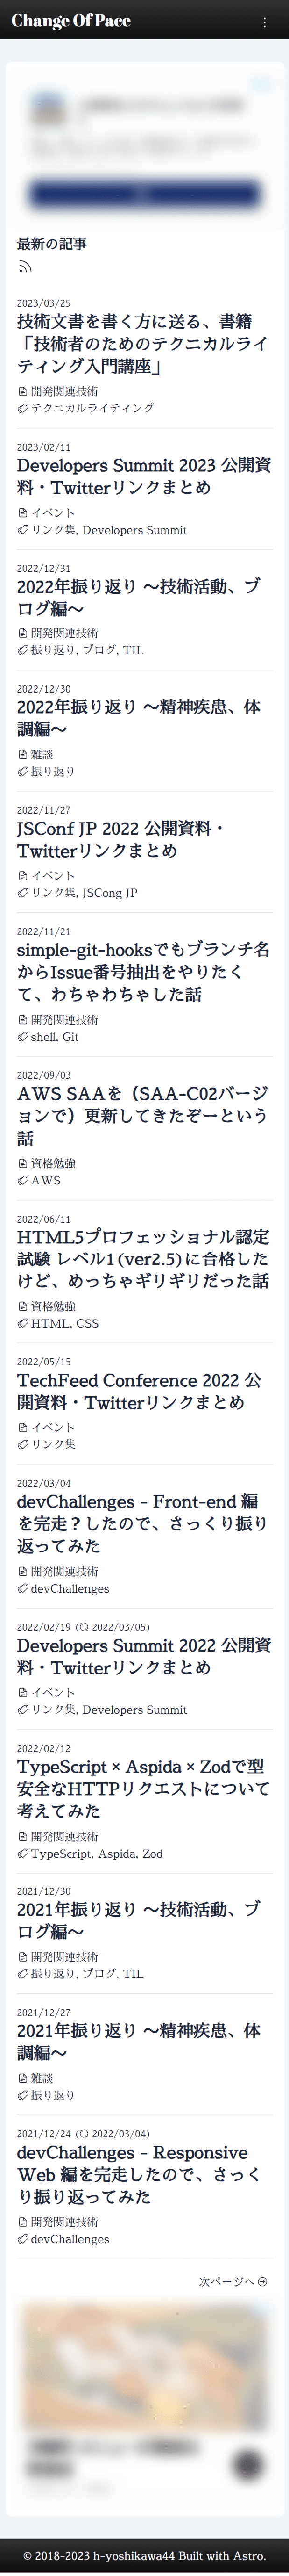 Change Of Pace
最新の記事
2023/03/25
技術文書を書く方に送る、書籍
「技術者のためのテクニカルライ
ティング入門講座」
開発関連技術
テクニカルライティング
2023/02/11
Developers Summit 2023 公開資
料・Twitterリンクまとめ
イベント
リンク集, Developers Summit
2022/12/31
2022年振り返り 〜技術活動、ブ
ログ編〜
開発関連技術
振り返り, ブログ, TIL
2022/12/30
2022年振り返り 〜精神疾患、体
調編〜
雑談
振り返り
2022/11/27
JSConf JP 2022 公開資料・
Twitterリンクまとめ
イベント
リンク集, JSCong JP
2022/11/21
simple-git-hooksでもブランチ名
からIssue番号抽出をやりたく
て、わちゃわちゃした話
開発関連技術
shell, Git
2022/09/03
AWS SAAを（SAA-C02バージ
ョンで）更新してきたぞーという
話
資格勉強
AWS
2022/06/11
HTML5プロフェッショナル認定
試験 レベル1(ver2.5)に合格した
けど、めっちゃギリギリだった話
資格勉強
HTML, CSS
2022/05/15
TechFeed Conference 2022 公
開資料・Twitterリンクまとめ
イベント
リンク集
2022/03/04
devChallenges - Front-end 編
を完走？したので、さっくり振り
返ってみた
開発関連技術
devChallenges
2022/02/19 (2022/03/05)
Developers Summit 2022 公開資
料・Twitterリンクまとめ
イベント
リンク集, Developers Summit
2022/02/12
TypeScript × Aspida × Zodで型
安全なHTTPリクエストについて
考えてみた
開発関連技術
TypeScript, Aspida, Zod
2021/12/30
2021年振り返り 〜技術活動、ブ
ログ編〜
開発関連技術
振り返り, ブログ, TIL
2021/12/27
2021年振り返り 〜精神疾患、体
調編〜
雑談
振り返り
2021/12/24 (2022/03/04)
devChallenges - Responsive
Web 編を完走したので、さっく
り振り返ってみた
開発関連技術
devChallenges
次ページへ
© 2018-2023 h-yoshikawa44 Built with Astro.